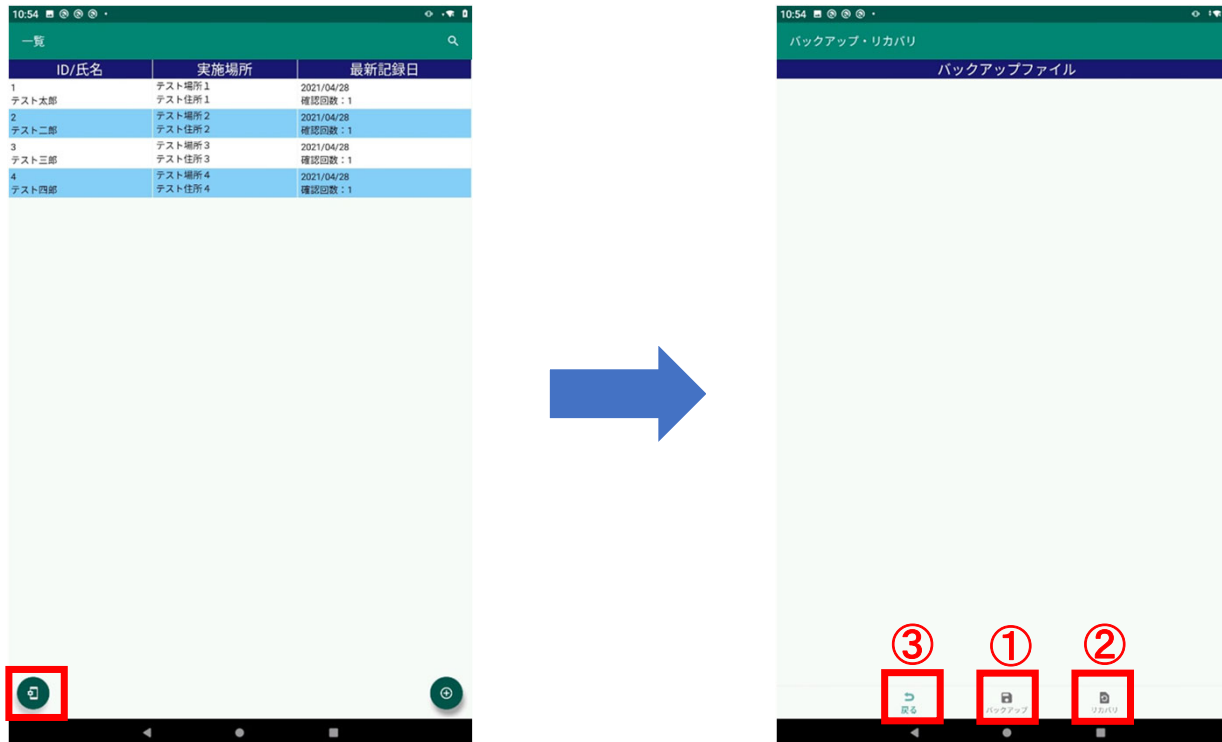 10:54
一覧
ID/氏名 実施場所 最新記録日
1 テスト場所1 2021/04/28
テスト太郎 テスト住所1 確認回数:1
2 テスト場所2 2021/04/28
テスト二郎 テスト住所2 確認回数:1
3 テスト場所3 2021/04/28
テスト三郎 テスト住所3 確認回数:1
4 テスト場所4 2021/04/28
テスト四郎 テスト住所4 確認回数:1
10:54
バックアップ・リカバリ
バックアップファイル
③ ① ②
戻る バックアップ リカバリ